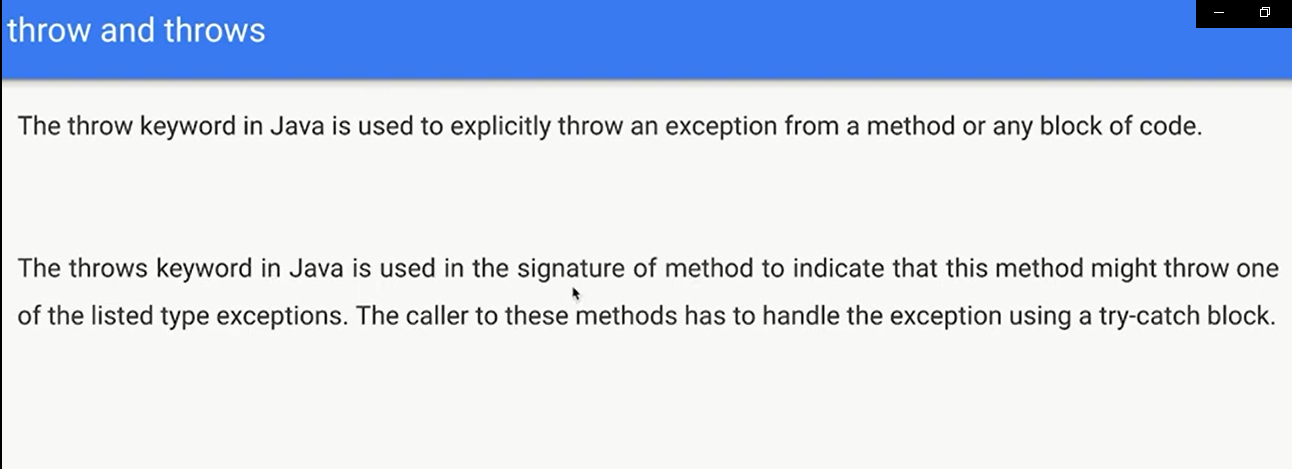 throw and throws
The throw keyword in Java is used to explicitly throw an exception from a method or any block of code.
The throws keyword in Java is used in the signature of method to indicate that this method might throw one
of the listed type exceptions. The caller to these methods has to handle the exception using a try-catch block.